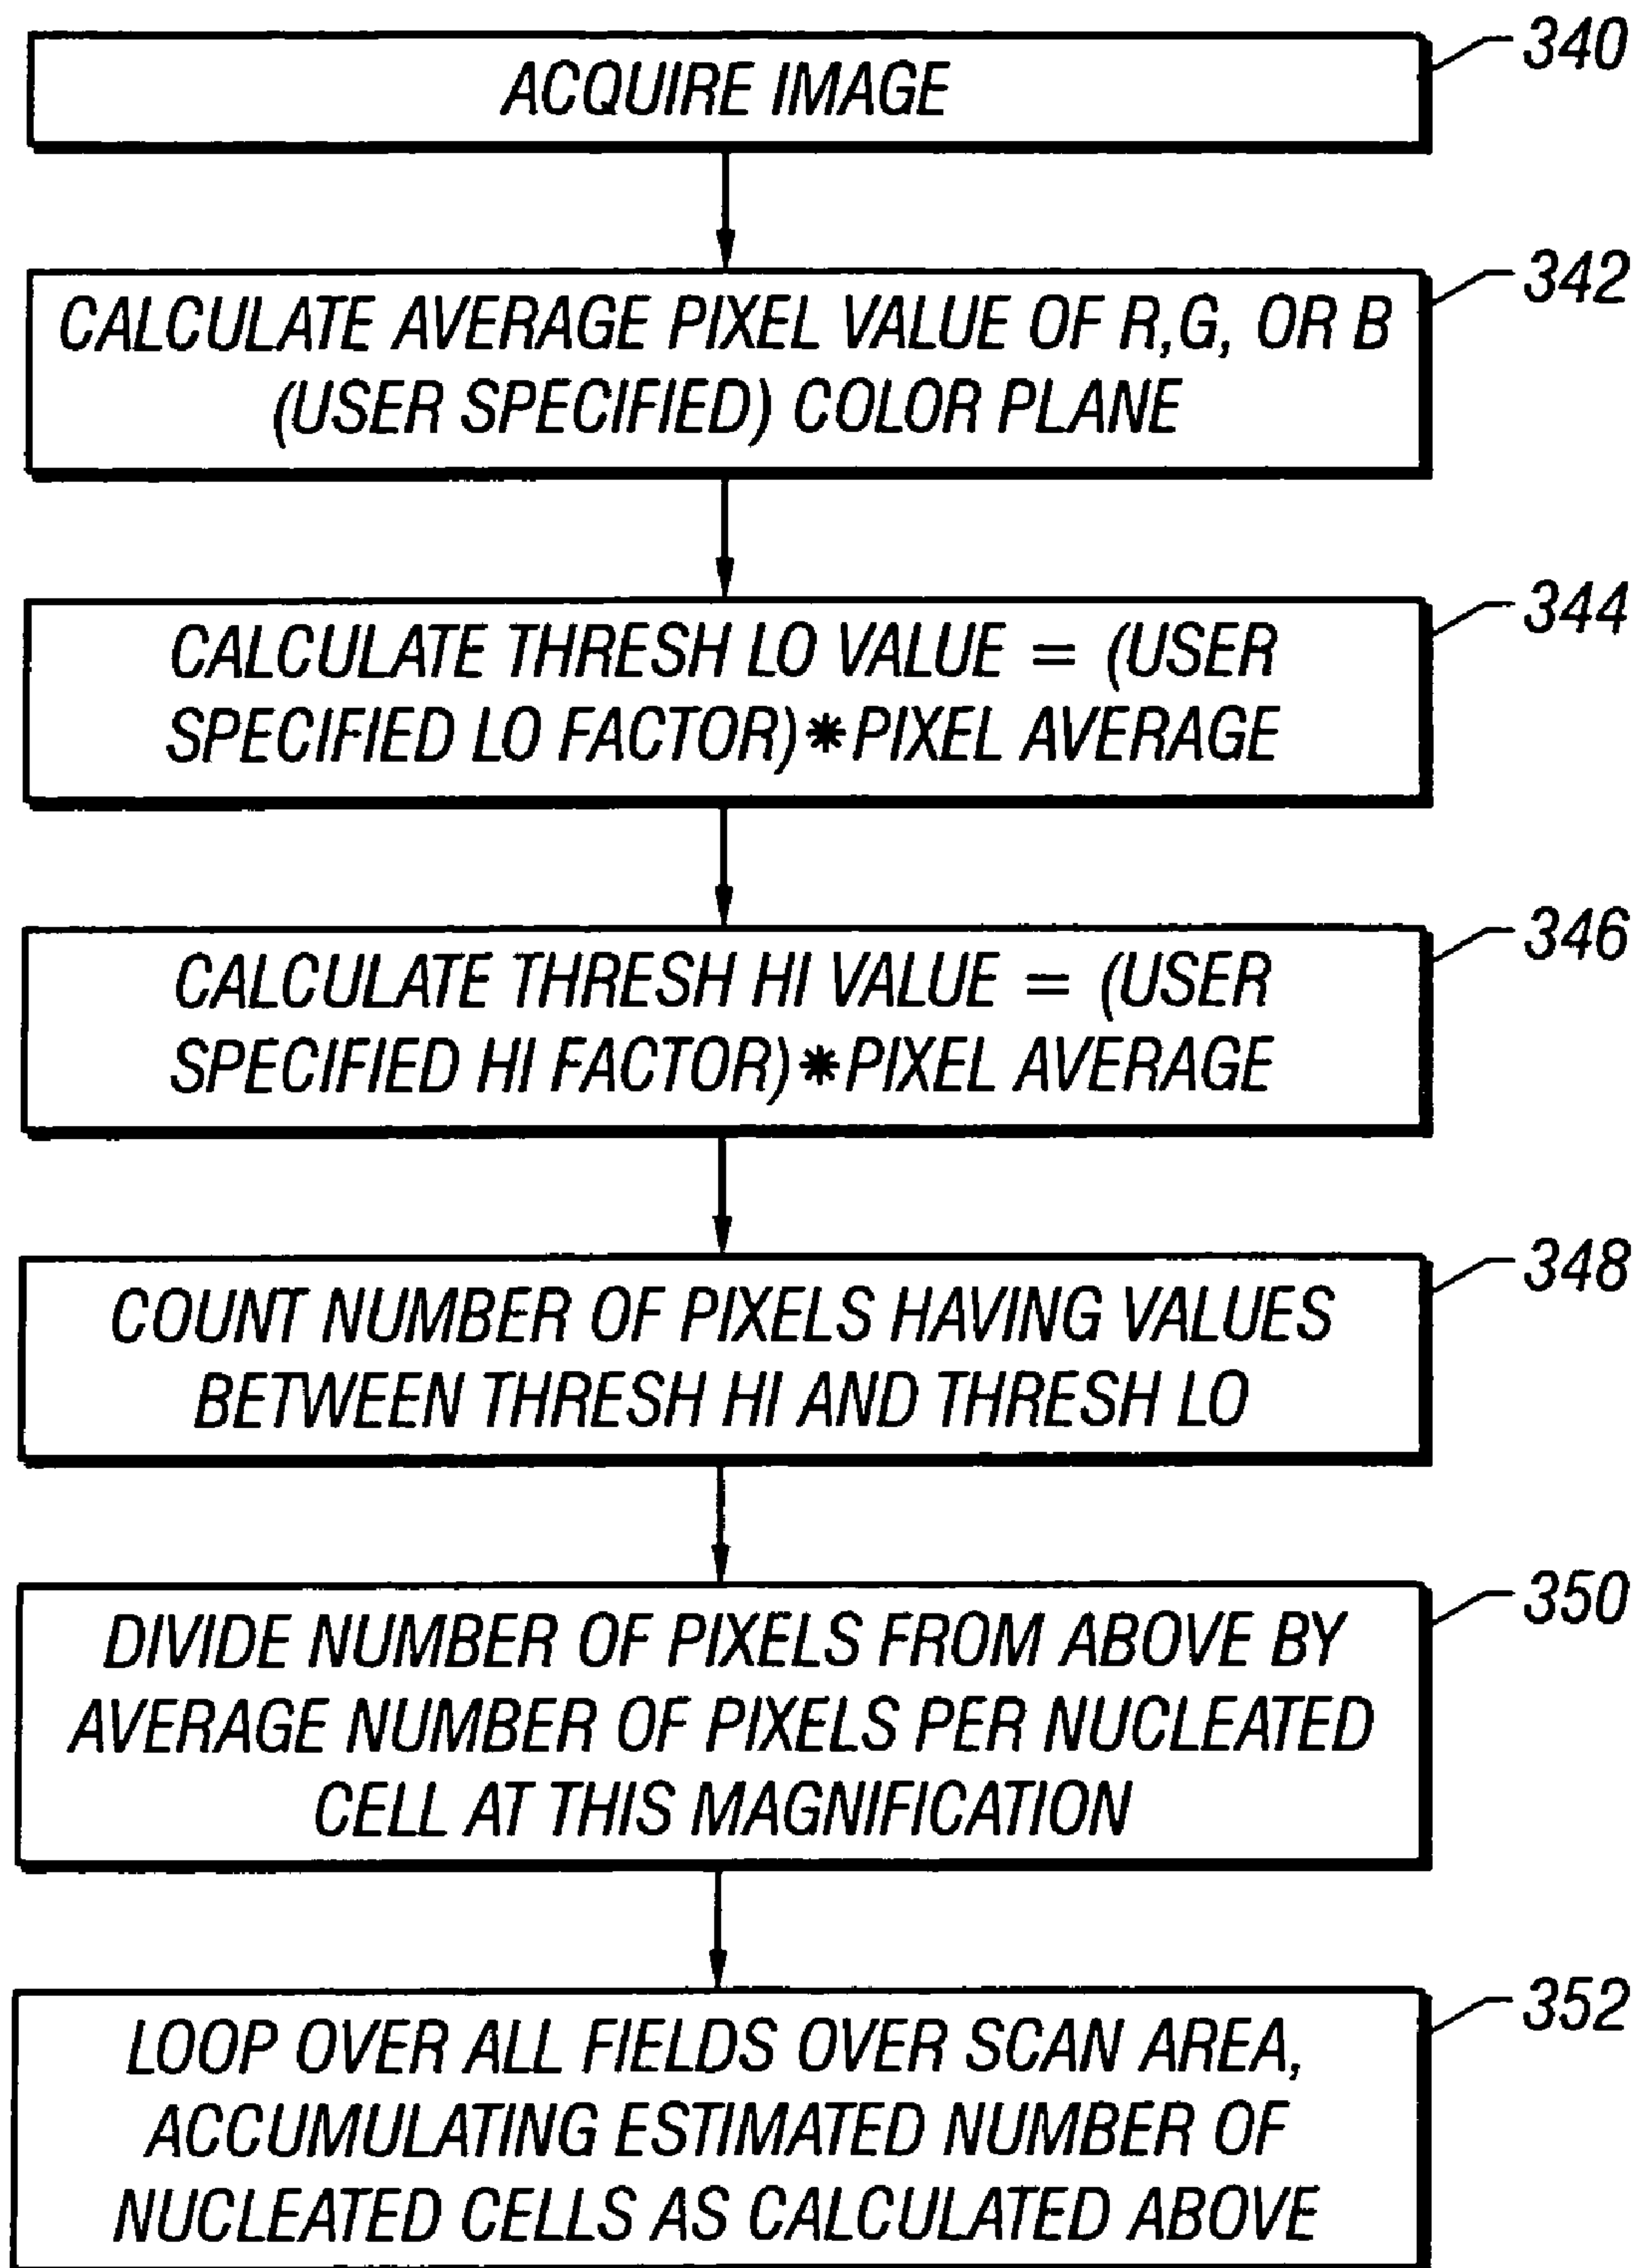 340
ACQUIRE IMAGE
342
CALCULATE AVERAGE PIXEL VALUE OF R,G, OR B
(USER SPECIFIED) COLOR PLANE
344
CALCULATE THRESH LO VALUE = (USER
SPECIFIED LO FACTOR)*PIXEL AVERAGE
346
CALCULATE THRESH HI VALUE = (USER
SPECIFIED HI FACTOR)*PIXEL AVERAGE
348
COUNT NUMBER OF PIXELS HAVING VALUES
BETWEEN THRESH HI AND THRESH LO
350
DIVIDE NUMBER OF PIXELS FROM ABOVE BY
AVERAGE NUMBER OF PIXELS PER NUCLEATED
CELL AT THIS MAGNIFICATION
352
LOOP OVER ALL FIELDS OVER SCAN AREA,
ACCUMULATING ESTIMATED NUMBER OF
NUCLEATED CELLS AS CALCULATED ABOVE